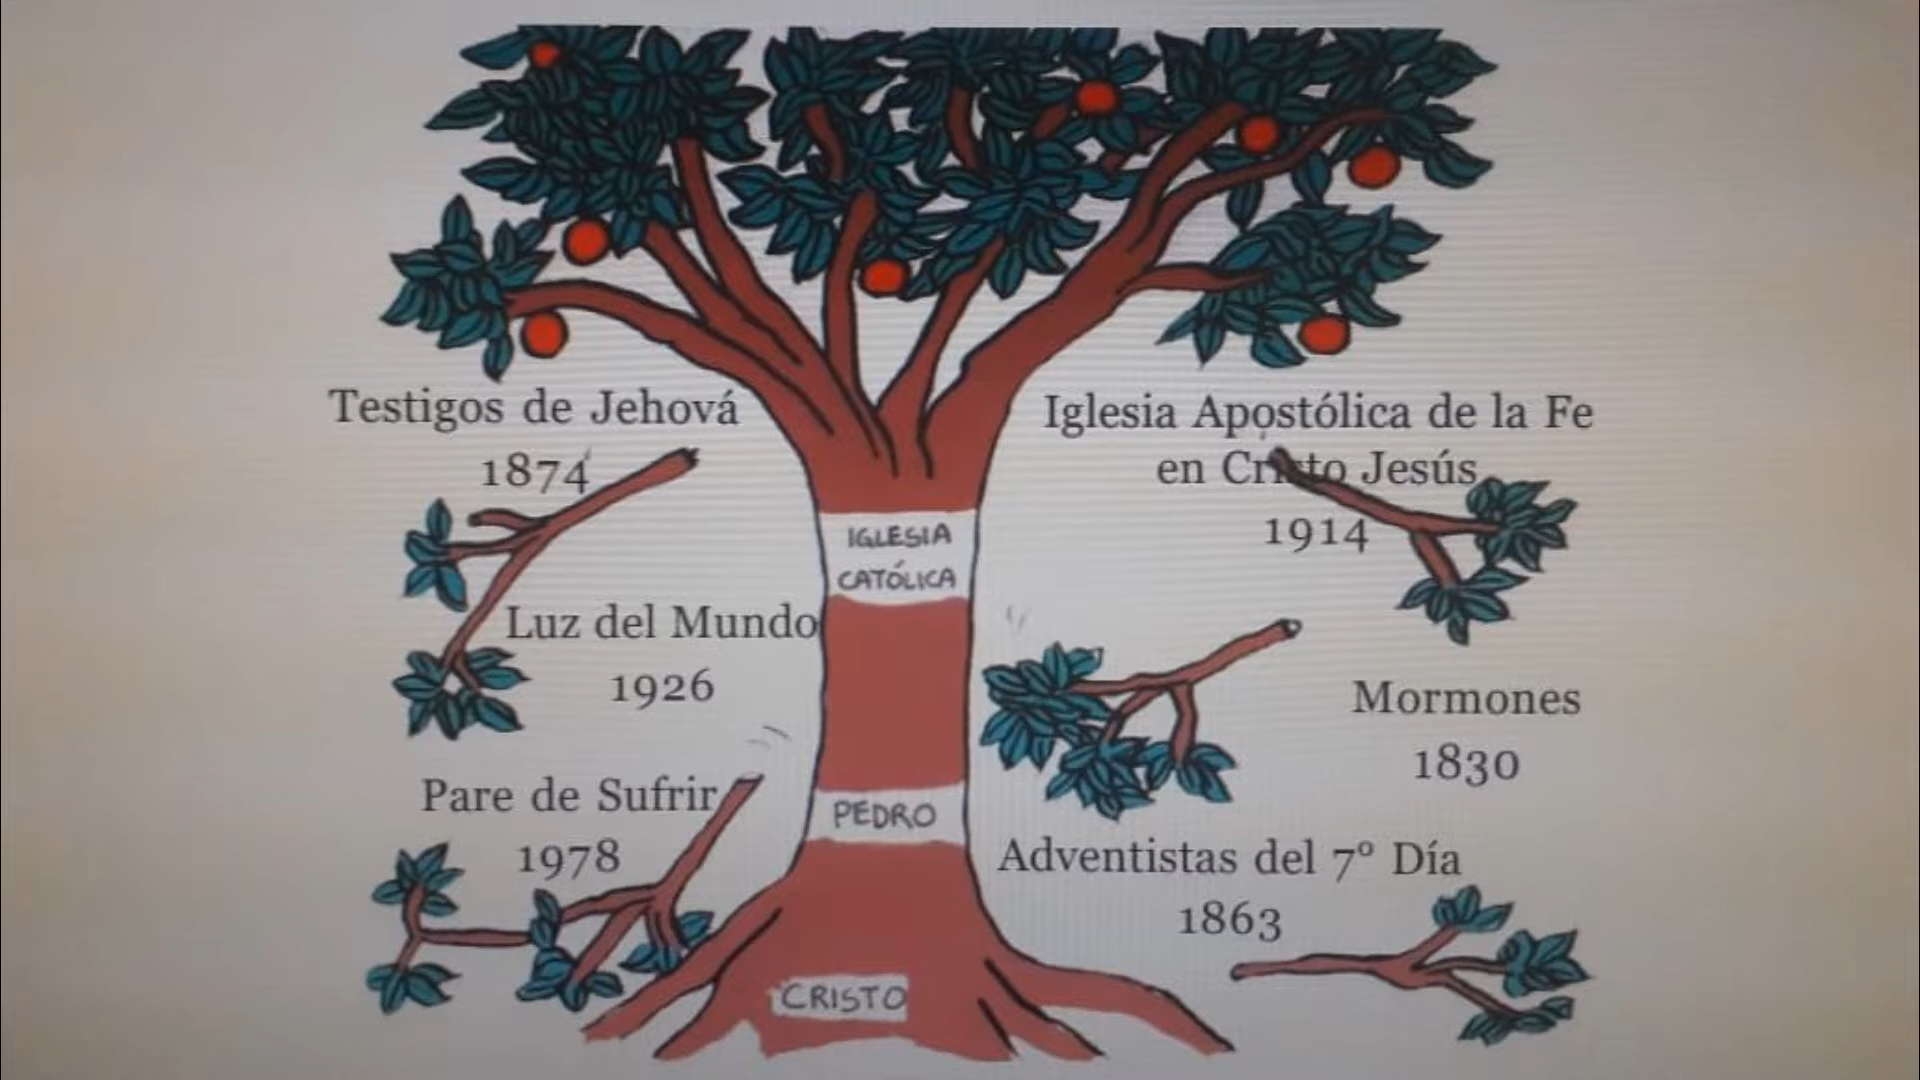 Testigos de Jehová
1874
Iglesia Apostólica de la Fe
en Cristo Jesús
1914
IGLESIA
CATÓLICA
Luz del Mundo
1926
Mormones
1830
Pare de Sufrir
1978
PEDRO
Adventistas del 7º Día
1863
CRISTO